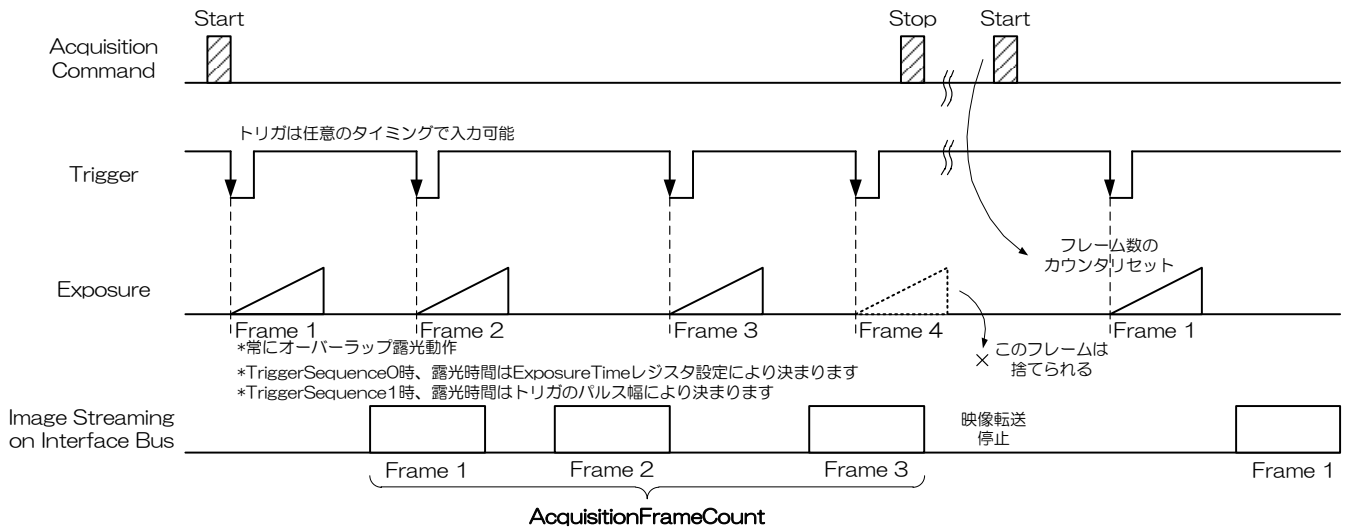 Start
Stop
Start
Acquisition
Command
トリガは任意のタイミングで入力可能
Trigger
フレーム数の
カウンタリセット
Exposure
Frame 1
Frame 2
Frame 3
Frame 4
Frame 1
*常にオーバーラップ露光動作
*TriggerSequence0時、露光時間はExposureTimeレジスタ設定により決まります
*TriggerSequence1時、露光時間はトリガのパルス幅により決まります
×
このフレームは
捨てられる
Image Streaming
on Interface Bus
映像転送
停止
Frame 1
Frame 2
Frame 3
Frame 1
AcquisitionFrameCount